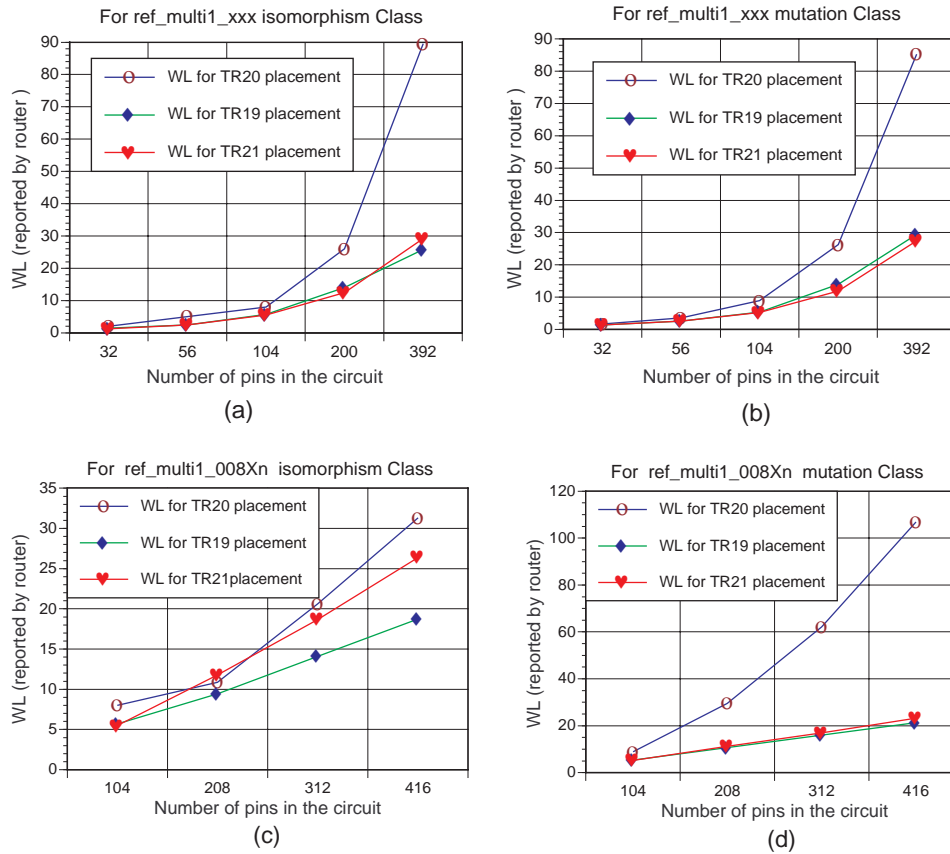 For ref_multi1_xxx isomorphism Class
90
80
70
60
50
40
30
20
10
0
WL (reported by router )
WL for TR20 placement
WL for TR19 placement
WL for TR21 placement
32 56 104 200 392
Number of pins in the circuit
(a)
For ref_multi1_xxx mutation Class
90
80
70
60
50
40
30
20
10
0
WL (reported by router )
WL for TR20 placement
WL for TR19 placement
WL for TR21 placement
32 56 104 200 392
Number of pins in the circuit
(b)
For ref_multi1_008Xn isomorphism Class
35
30
25
20
15
10
5
0
WL (reported by router)
WL for TR20 placement
WL for TR19 placement
WL for TR21placement
104 208 312 416
Number of pins in the circuit
(c)
For ref_multi1_008Xn mutation Class
120
100
80
60
40
20
0
WL (reported by router)
WL for TR20 placement
WL for TR19 placement
WL for TR21 placement
104 208 312 416
Number of pins in the circuit
(d)